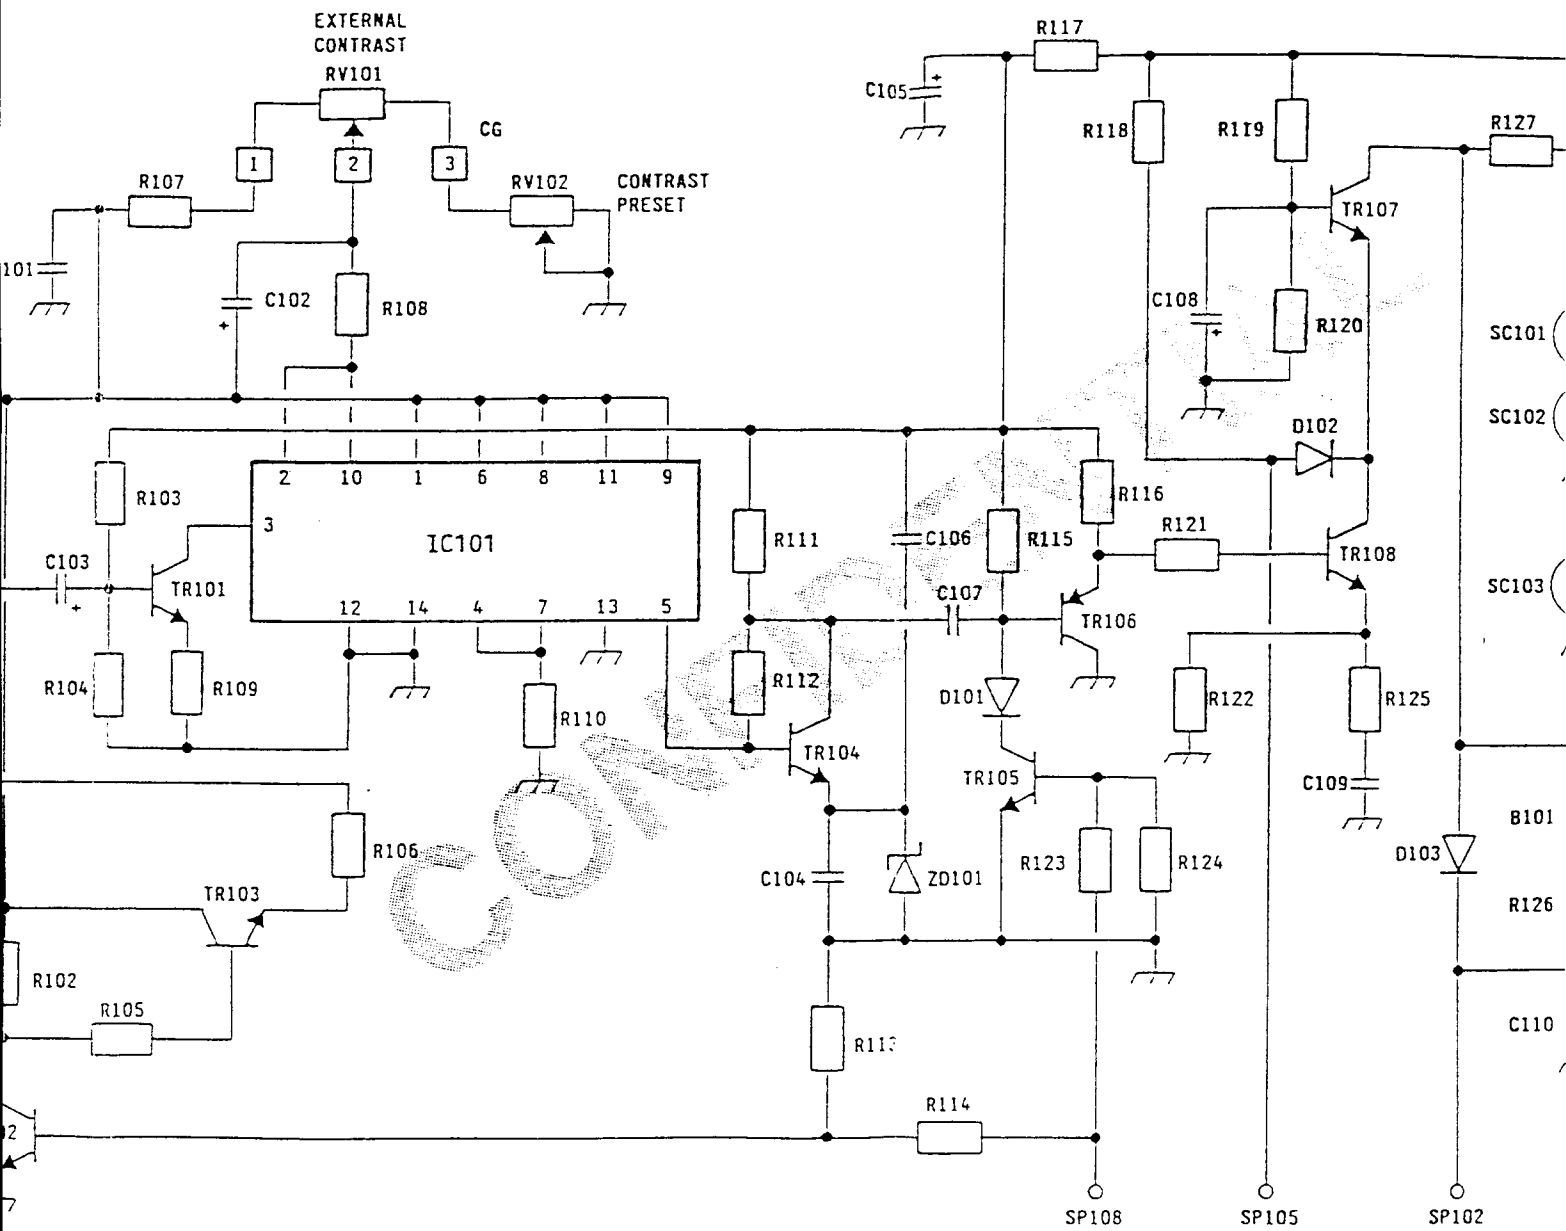 EXTERNAL
CONTRAST
RV101
CG
1
2
3
R107
RV102
CONTRAST
PRESET
101
C102
+
R108
R117
C105
+
R118
R119
R127
TR107
C108
+
R120
SC101
SC102
SC103
D102
2
10
1
6
8
11
9
3
IC101
12
14
4
7
13
5
R103
C103
+
TR101
R104
R109
R110
R111
R112
C106
R115
R116
C107
R121
TR106
TR108
TR104
D101
TR105
R122
R125
C109
R106
TR103
C104
ZD101
R123
R124
D103
B101
R126
C110
R102
R105
R113
R114
2
SP108
SP105
SP102